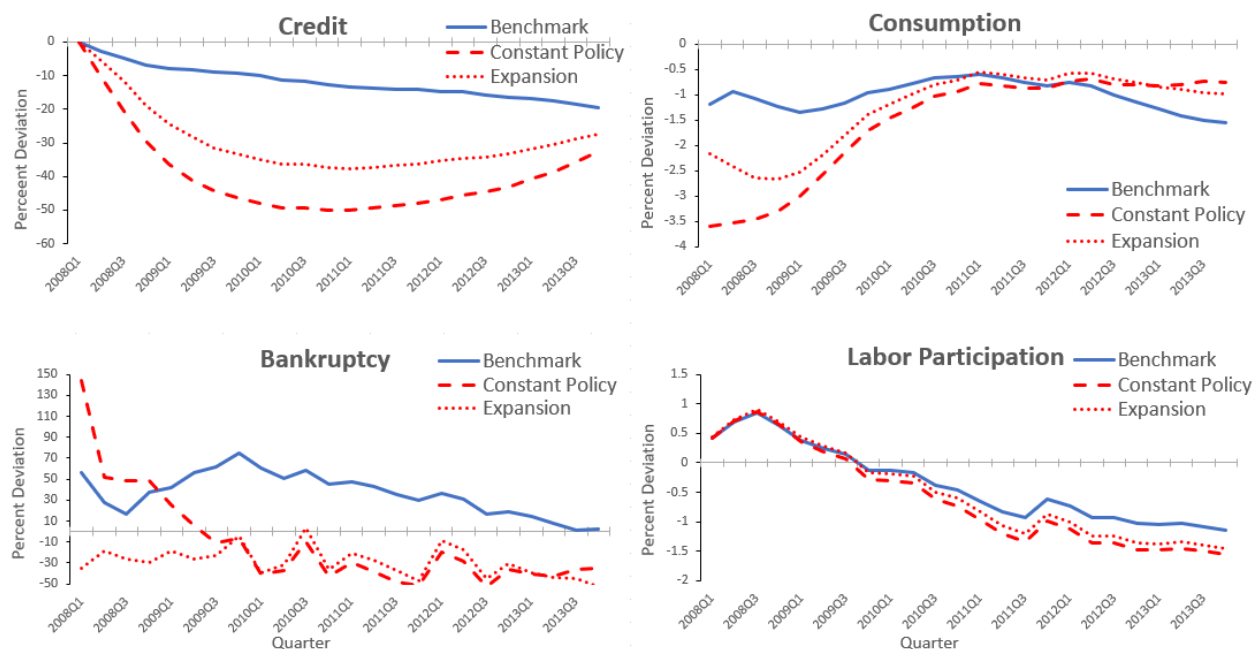 Credit
Benchmark
Constant Policy
Expansion
Perceent Deviation
0
-10
-20
-30
-40
-50
-60
2008Q1
2008Q3
2009Q1
2009Q3
2010Q1
2010Q3
2011Q1
2011Q3
2012Q1
2012Q3
2013Q1
2013Q3
Consumption
Benchmark
Constant Policy
Expansion
Percent Deviation
0
-0.5
-1
-1.5
-2
-2.5
-3
-3.5
-4
2008Q1
2008Q3
2009Q1
2009Q3
2010Q1
2010Q3
2011Q1
2011Q3
2012Q1
2012Q3
2013Q1
2013Q3
Bankruptcy
Benchmark
Constant Policy
Expansion
Percent Deviation
150
130
110
90
70
50
30
10
-10
-30
-50
2008Q1
2008Q3
2009Q1
2009Q3
2010Q1
2010Q3
2011Q1
2011Q3
2012Q1
2012Q3
2013Q1
2013Q3
Quarter
Labor Participation
Benchmark
Constant Policy
Expansion
Percent Deviation
1.5
1
0.5
0
-0.5
-1
-1.5
-2
2008Q1
2008Q3
2009Q1
2009Q3
2010Q1
2010Q3
2011Q1
2011Q3
2012Q1
2012Q3
2013Q1
2013Q3
Quarter